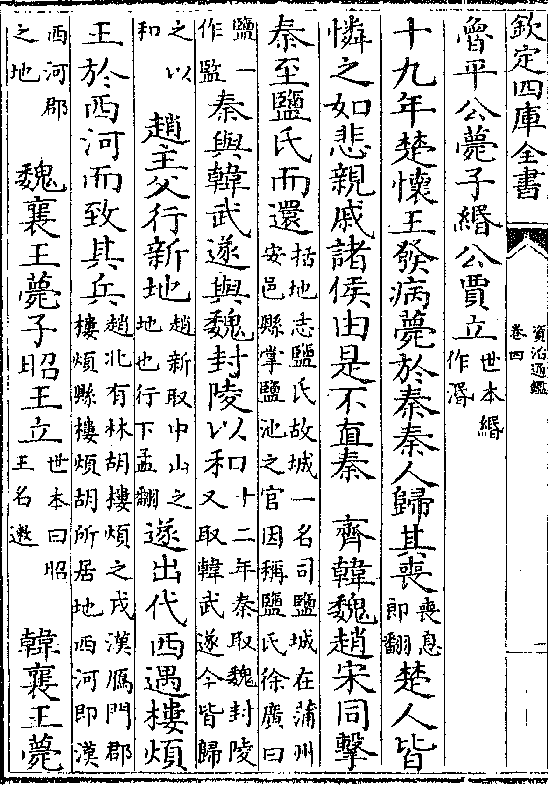 欽定四庫全書
資治通鑑
卷四
魯平公薨子緡公賈立世本緡作湣
十九年楚懷王發病薨於秦秦人歸其喪喪息即翻楚人皆
憐之如悲親戚諸侯由是不直秦 齊韓魏趙宋同擊
秦至鹽氏而還括地志鹽氏故城一名司鹽城在蒲州安邑縣掌鹽池之官因稱鹽氏徐廣曰
鹽一作監秦與韓武遂與魏封陵以和又十二年秦取魏封陵取韓武遂今皆歸
之以和 趙主父行新地趙新取中山之地也行下孟翻遂出代西遇樓煩
王於西河而致其兵趙北有林胡樓煩之戎漢鴈門郡樓煩縣樓煩胡所居地西河即漢
西河郡之地 魏襄王薨子昭王立世本曰昭王名遫 韓襄王薨